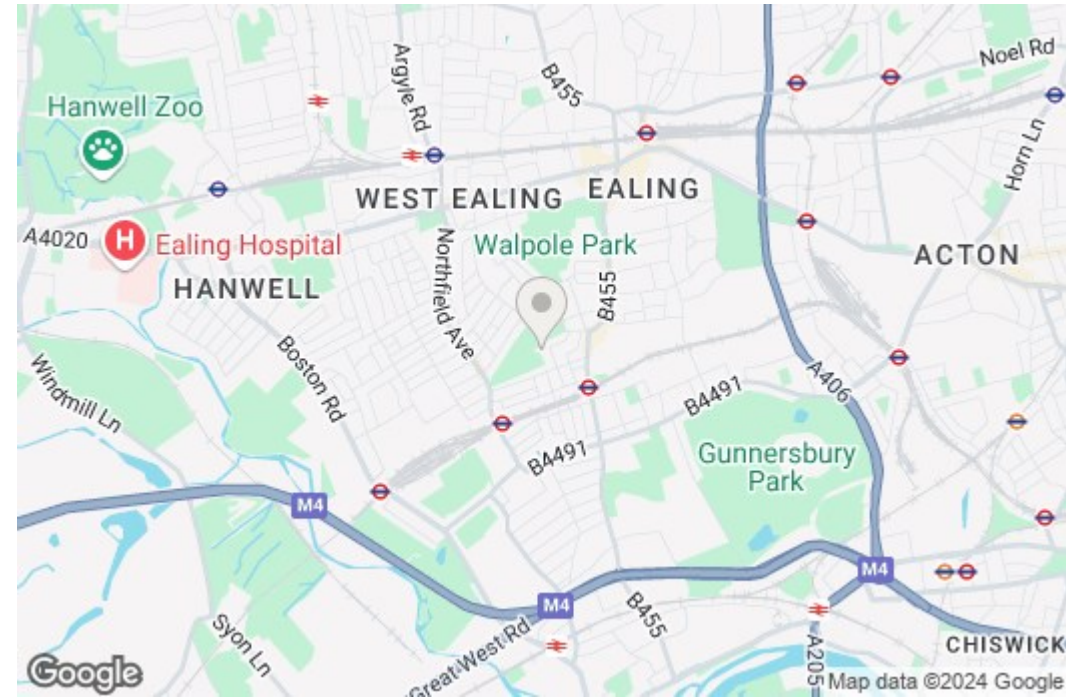 Argyle Rd
B455
Noel Rd
Hanwell Zoo
Horn Ln
WEST EALING
EALING
A4020
H
Ealing Hospital
Walpole Park
ACTON
HANWELL
Northfield Ave
B455
Boston Rd
Windmill Ln
A406
B4491
B4491
Gunnersbury
Park
M4
M4
M4
Syon Ln
Great West Rd
B455
A205
CHISWICK
Google
Map data ©2024 Google